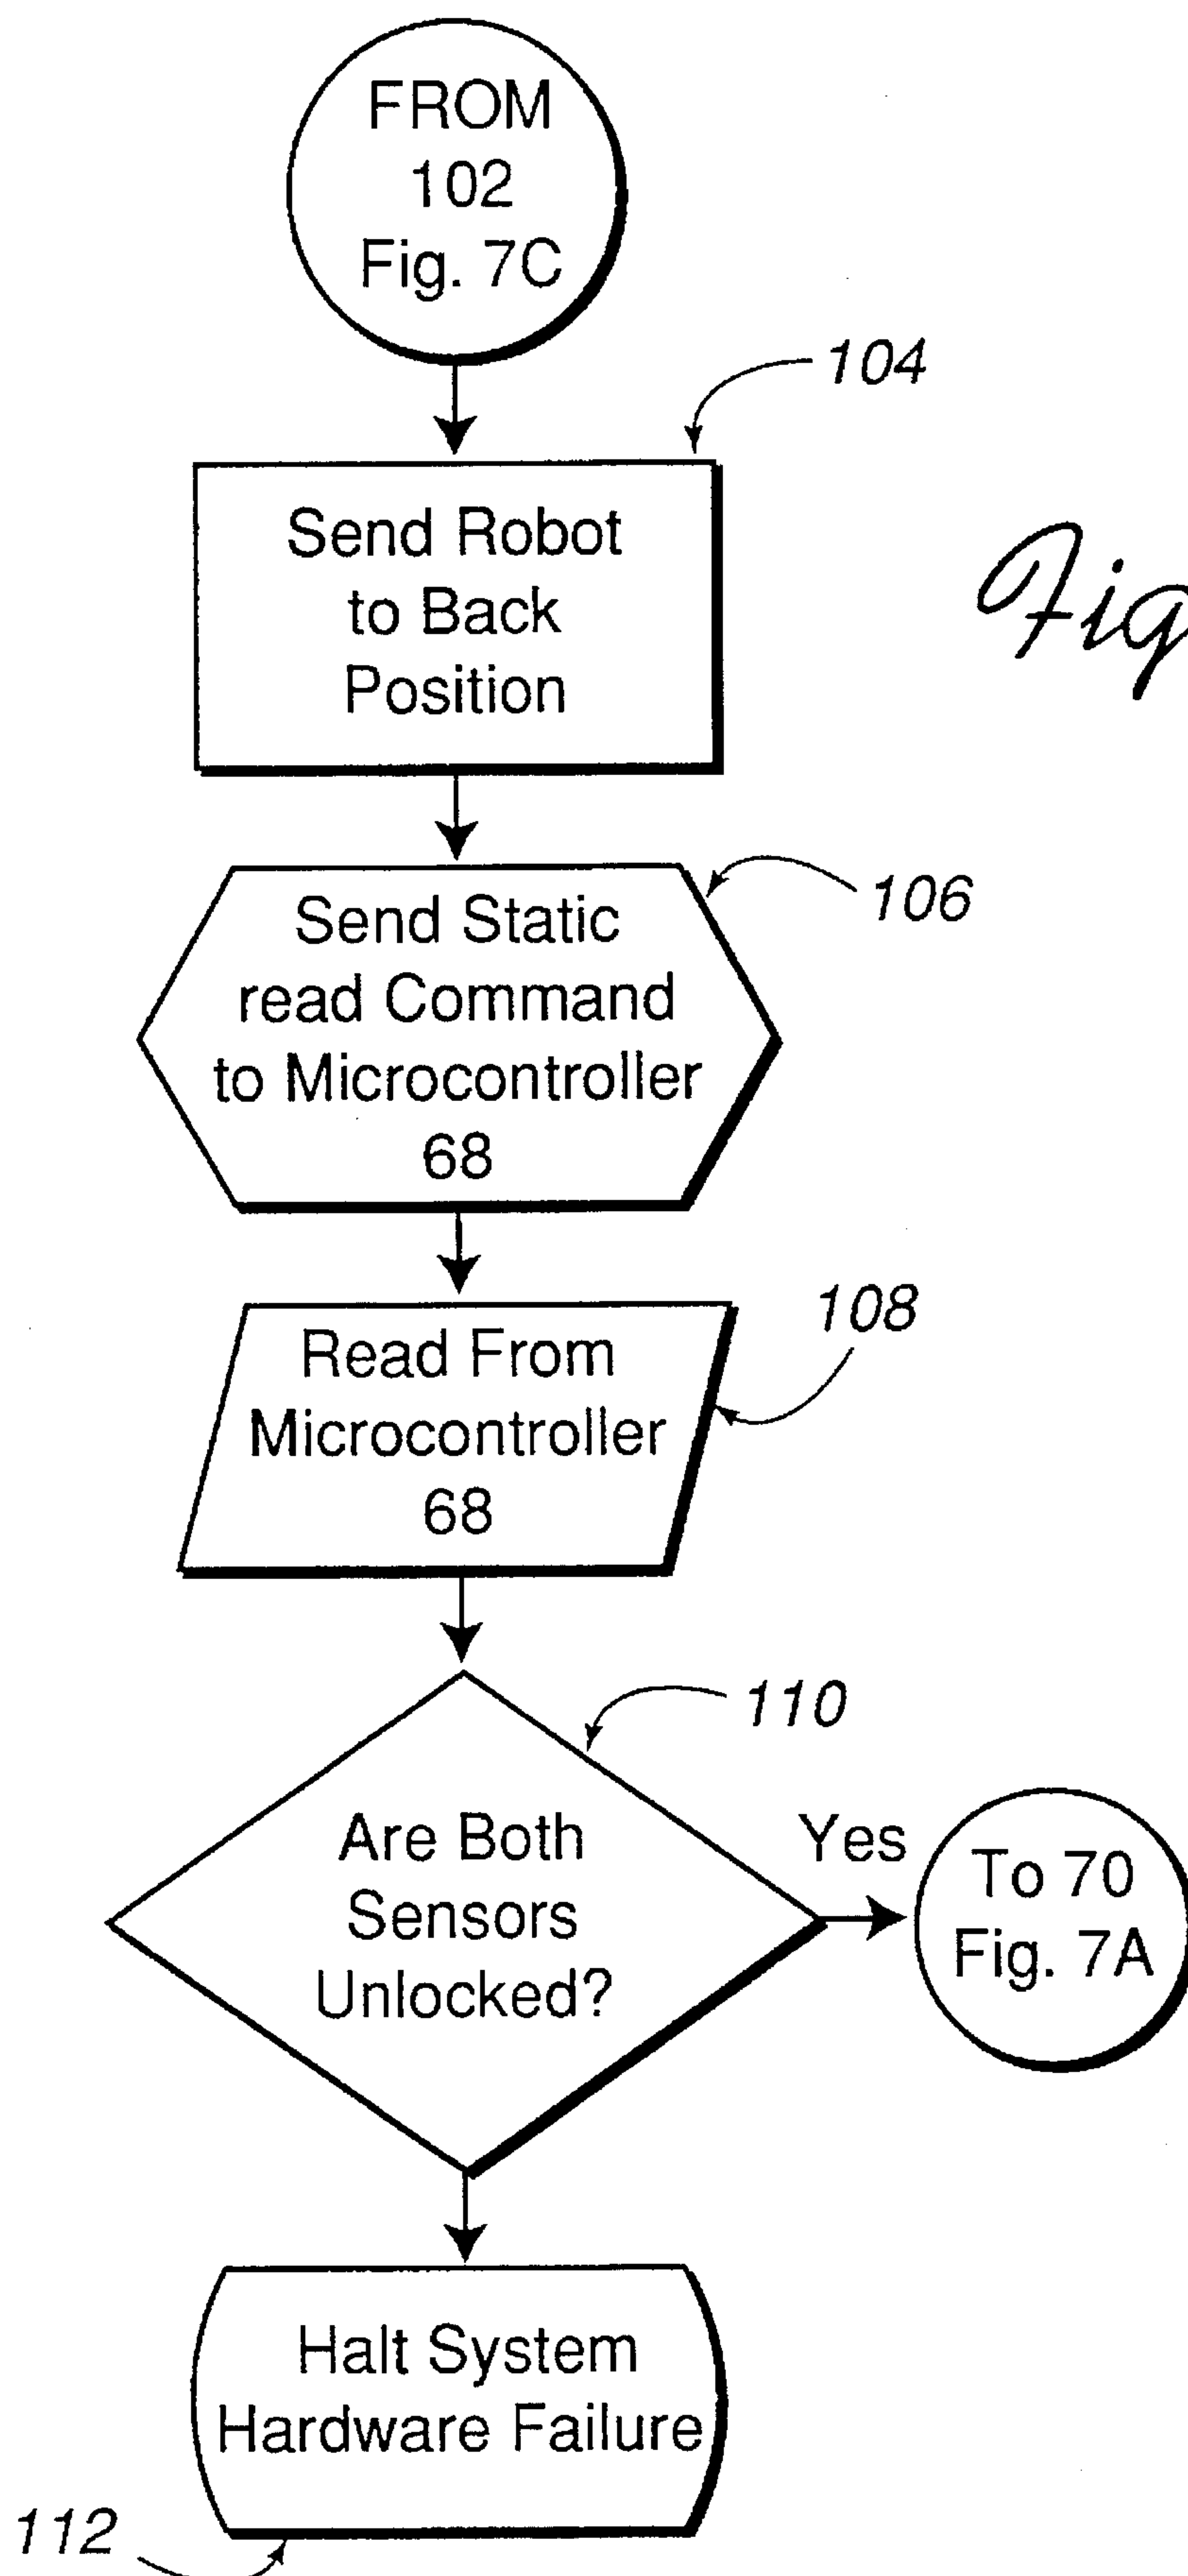 FROM
102
Fig. 7C
104
Send Robot
to Back
Position
Fig
106
Send Static
read Command
to Microcontroller
68
108
Read From
Microcontroller
68
110
Are Both
Sensors
Unlocked?
Yes
To 70
Fig. 7A
Halt System
Hardware Failure
112